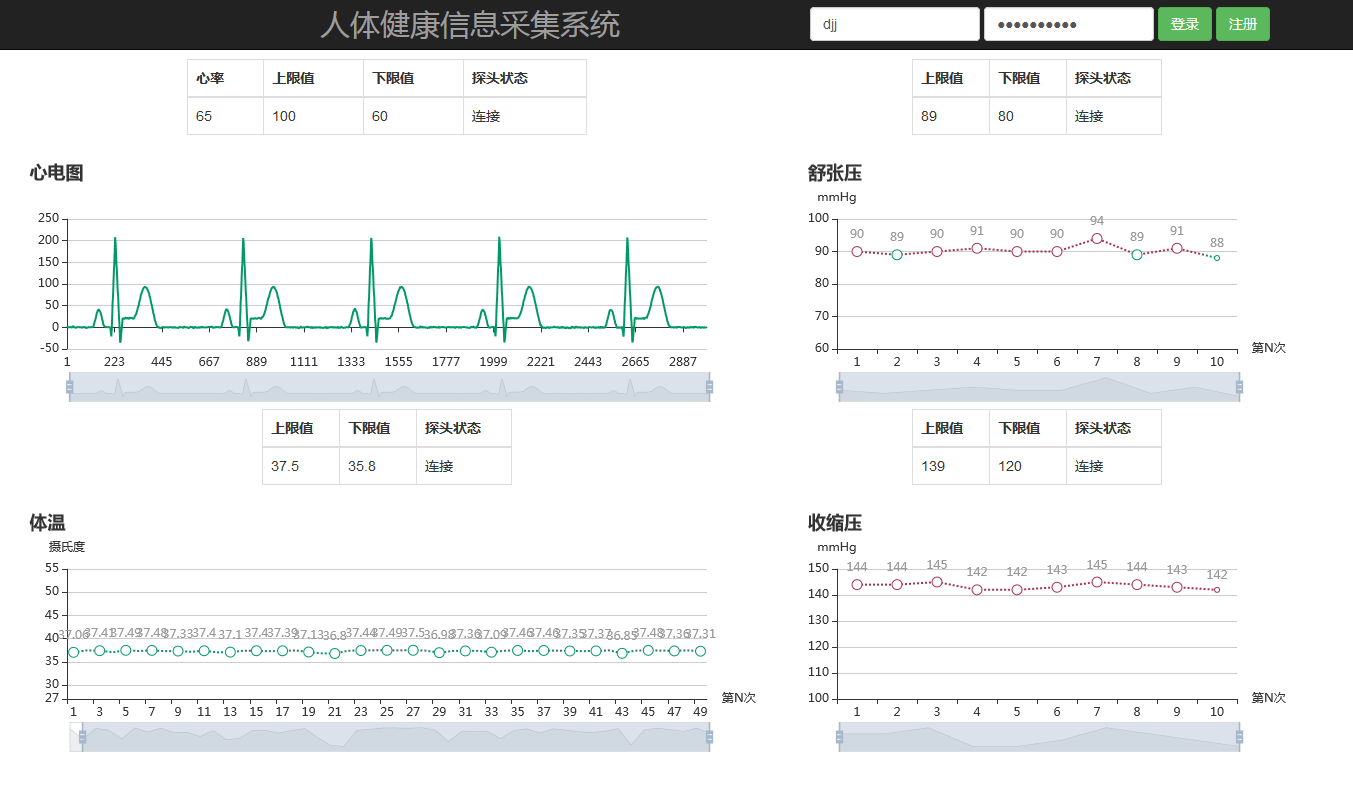 人体健康信息采集系统
djj
●●●●●●●●●●
登录
注册
心率 上限值 下限值 探头状态
65 100 60 连接
上限值 下限值 探头状态
89 80 连接
心电图
250
200
150
100
50
0
-50
1 223 445 667 889 1111 1333 1555 1777 1999 2221 2443 2665 2887
舒张压
mmHg
100
90
80
70
60
90 89 90 91 90 90 94 89 91 88
1 2 3 4 5 6 7 8 9 10
第N次
上限值 下限值 探头状态
37.5 35.8 连接
上限值 下限值 探头状态
139 120 连接
体温
摄氏度
55
50
45
40
35
30
27
37.06 37.41 37.49 37.48 37.33 37.4 37.1 37.4 37.39 37.13 36.8 37.44 37.49 37.5 36.98 37.36 37.09 37.46 37.46 37.35 37.37 36.85 37.48 37.36 37.31
1 3 5 7 9 11 13 15 17 19 21 23 25 27 29 31 33 35 37 39 41 43 45 47 49
第N次
收缩压
mmHg
150
140
130
120
110
100
144 144 145 142 142 143 145 144 143 142
1 2 3 4 5 6 7 8 9 10
第N次